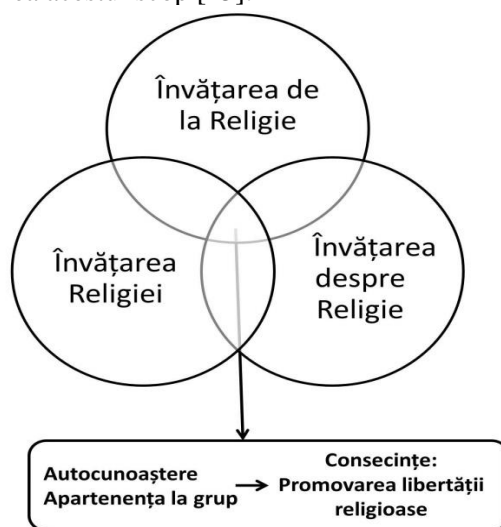 Învățarea de
la Religie
Învățarea
Religiei
Învățarea
despre
Religie
Autocunoaștere
Apartenența la grup
Consecințe:
Promovarea libertății
religioase